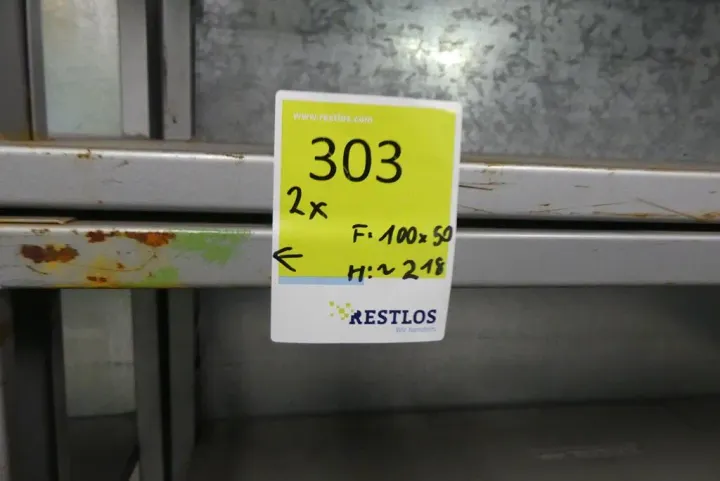 www.restlos.com
303
2x
F: 100x50
←
H: ~ 218
RESTLOS